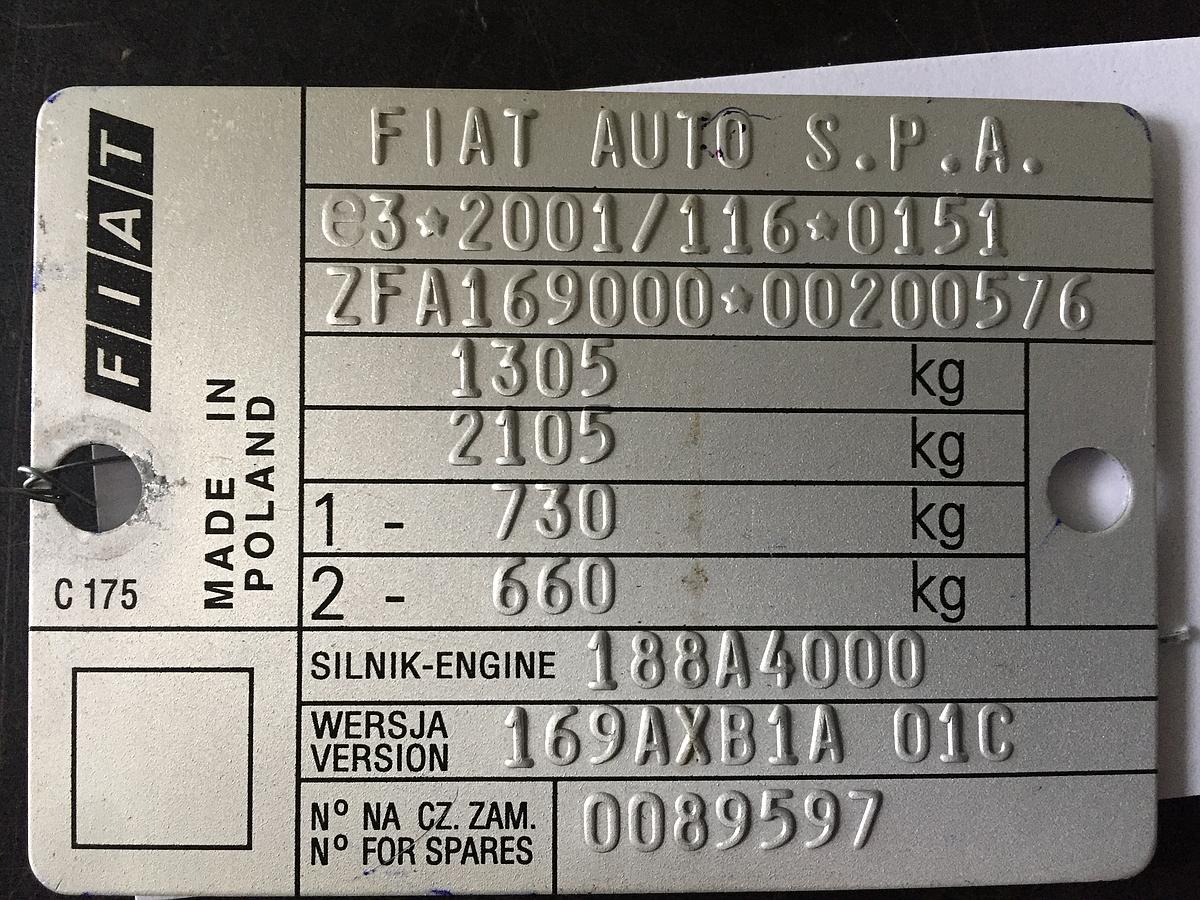 FIAT
MADE IN
POLAND
C 175
FIAT AUTO S.P.A.
e3*2001/116*0151
ZFA169000*00200576
1305 kg
2105 kg
1 - 730 kg
2 - 660 kg
SILNIK-ENGINE 188A4000
WERSJA
VERSION 169AXB1A 01C
Nº NA CZ. ZAM.
Nº FOR SPARES 0089597